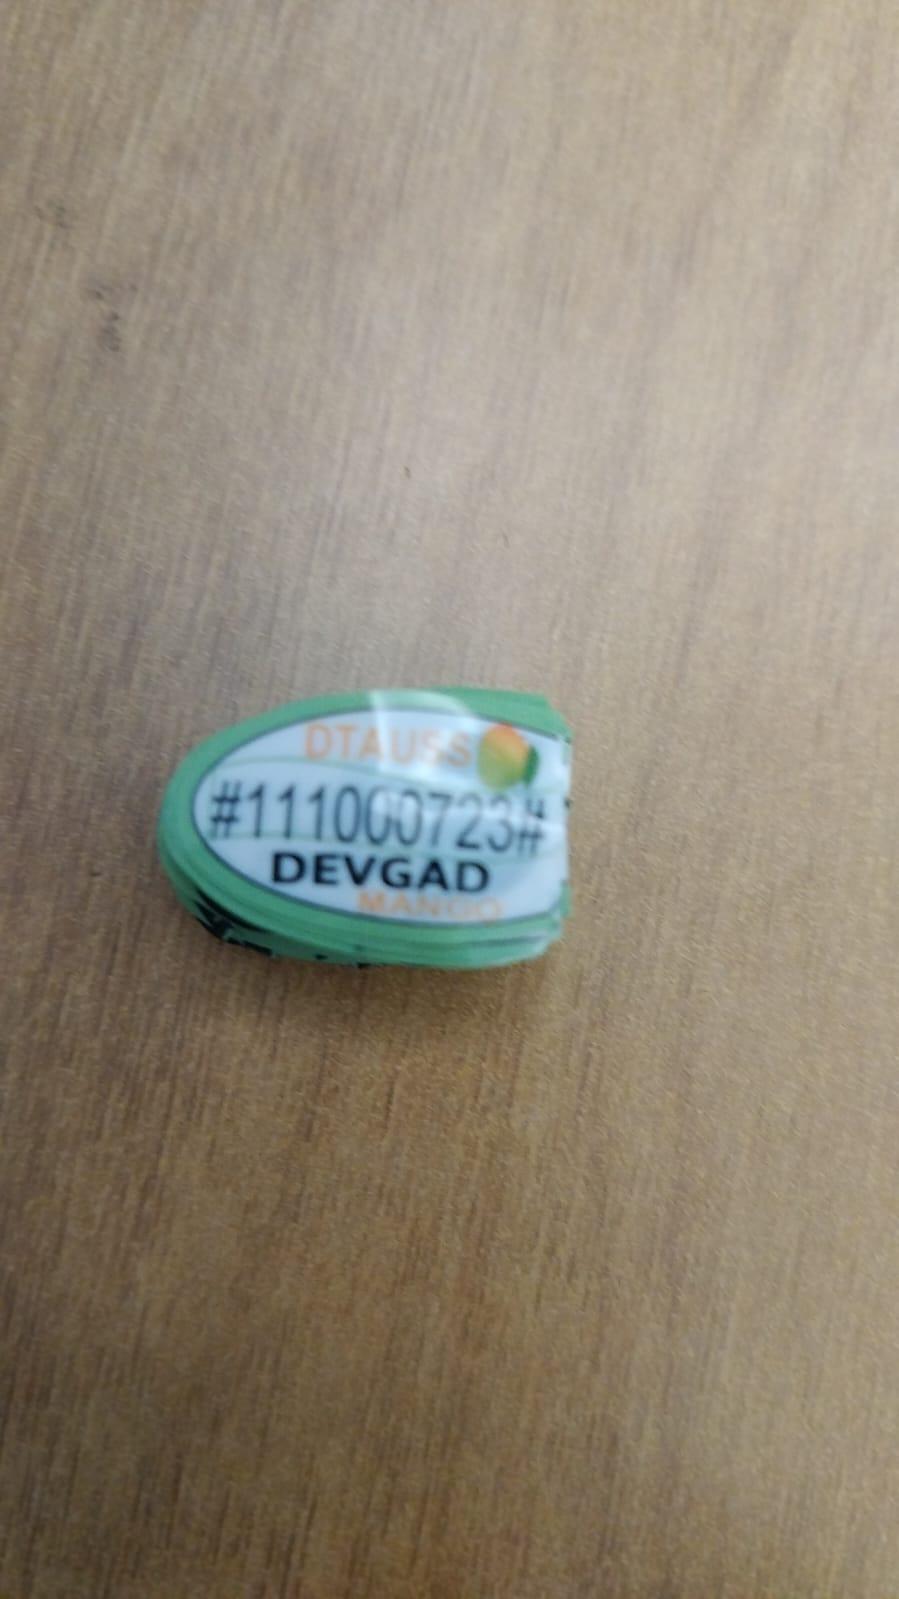 DTAUSS
#111000723#
DEVGAD
MANGO